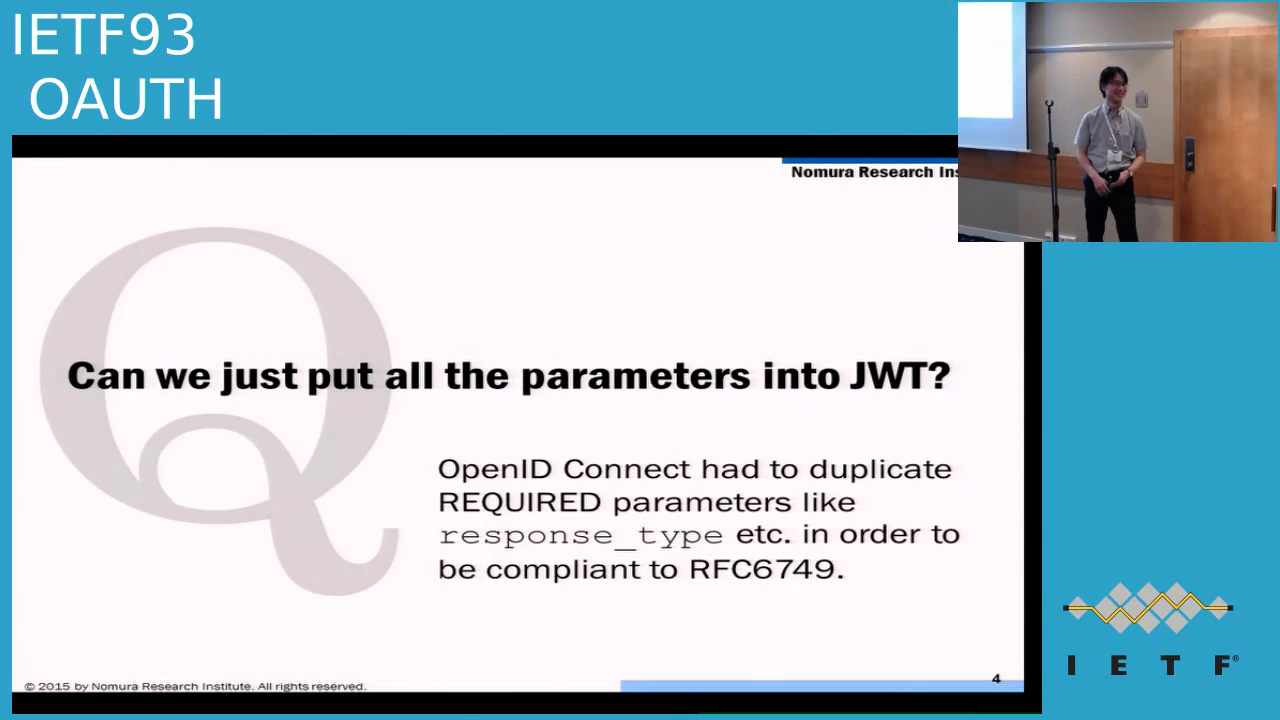 IETF93
OAUTH
Nomura Research
Q
Can we just put all the parameters into JWT?
OpenID Connect had to duplicate
REQUIRED parameters like
response_type etc. in order to
be compliant to RFC6749.
© 2015 by Nomura Research Institute. All rights reserved.
4
I E T F®